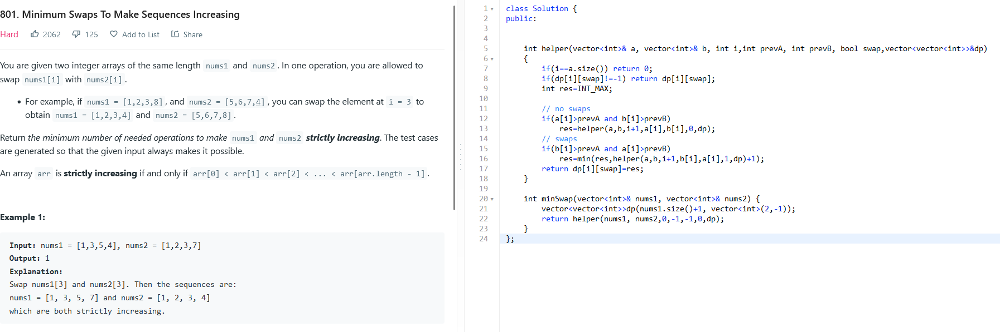 801. Minimum Swaps To Make Sequences Increasing
Hard 2062 125 Add to List Share
You are given two integer arrays of the same length nums1 and nums2. In one operation, you are allowed to
swap nums1[i] with nums2[i].
• For example, if nums1 = [1,2,3,8], and nums2 = [5,6,7,4], you can swap the element at i = 3 to
obtain nums1 = [1,2,3,4] and nums2 = [5,6,7,8].
Return the minimum number of needed operations to make nums1 and nums2 strictly increasing. The test cases
are generated so that the given input always makes it possible.
An array arr is strictly increasing if and only if arr[0] < arr[1] < arr[2] < ... < arr[arr.length - 1].
Example 1:
Input: nums1 = [1,3,5,4], nums2 = [1,2,3,7]
Output: 1
Explanation:
Swap nums1[3] and nums2[3]. Then the sequences are:
nums1 = [1, 3, 5, 7] and nums2 = [1, 2, 3, 4]
which are both strictly increasing.
1 class Solution {
2 public:
3
4
5 int helper(vector<int>& a, vector<int>& b, int i,int prevA, int prevB, bool swap,vector<vector<int>>&dp)
6 {
7 if(i==a.size()) return 0;
8 if(dp[i][swap]!=-1) return dp[i][swap];
9 int res=INT_MAX;
10
11 // no swaps
12 if(a[i]>prevA and b[i]>prevB)
13 res=helper(a,b,i+1,a[i],b[i],0,dp);
14 // swaps
15 if(b[i]>prevA and a[i]>prevB)
16 res=min(res,helper(a,b,i+1,b[i],a[i],1,dp)+1);
17 return dp[i][swap]=res;
18 }
19
20 int minSwap(vector<int>& nums1, vector<int>& nums2) {
21 vector<vector<int>>dp(nums1.size()+1, vector<int>(2,-1));
22 return helper(nums1, nums2,0,-1,-1,0,dp);
23 }
24 };